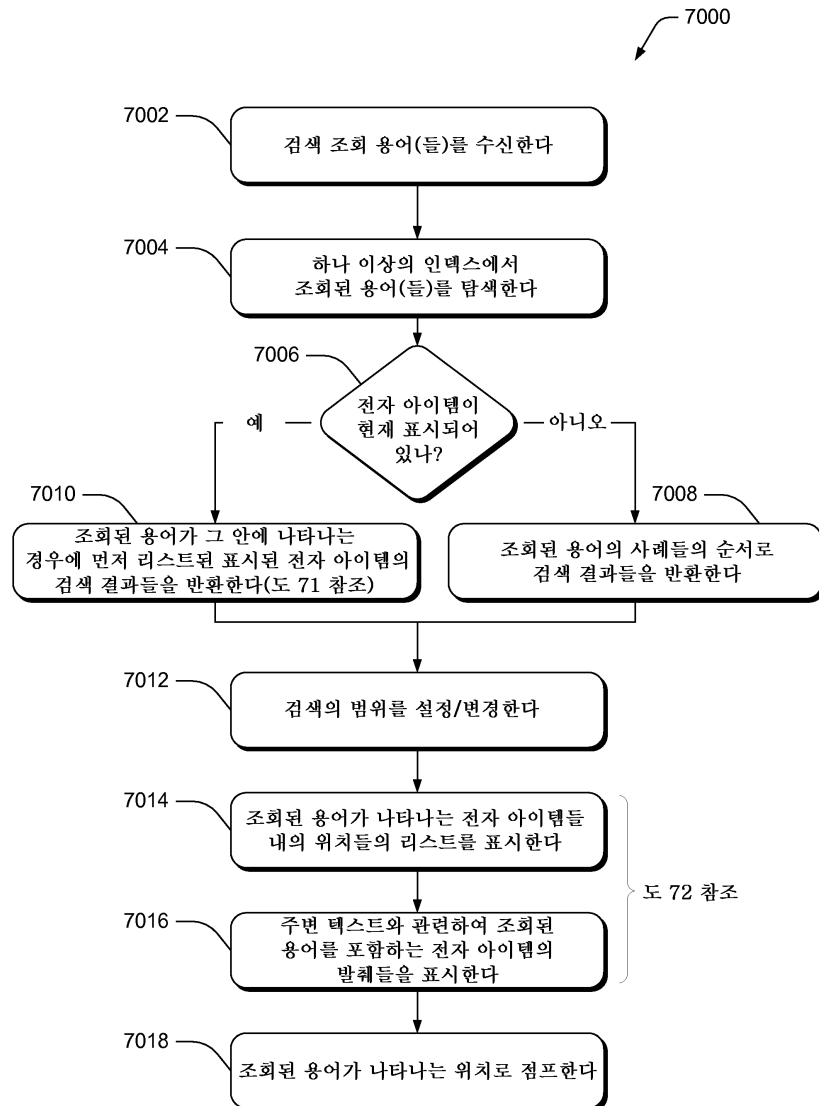 7000
7002
검색 조회 용어(들)를 수신한다
7004
하나 이상의 인덱스에서
조회된 용어(들)를 탐색한다
7006
전자 아이템이
현재 표시되어
있나?
예
아니오
7010
조회된 용어가 그 안에 나타나는
경우에 먼저 리스트된 표시된 전자 아이템의
검색 결과들을 반환한다(도 71 참조)
7008
조회된 용어의 사례들의 순서로
검색 결과들을 반환한다
7012
검색의 범위를 설정/변경한다
7014
조회된 용어가 나타나는 전자 아이템들
내의 위치들의 리스트를 표시한다
도 72 참조
7016
주변 텍스트와 관련하여 조회된
용어를 포함하는 전자 아이템의
발췌들을 표시한다
7018
조회된 용어가 나타나는 위치로 점프한다